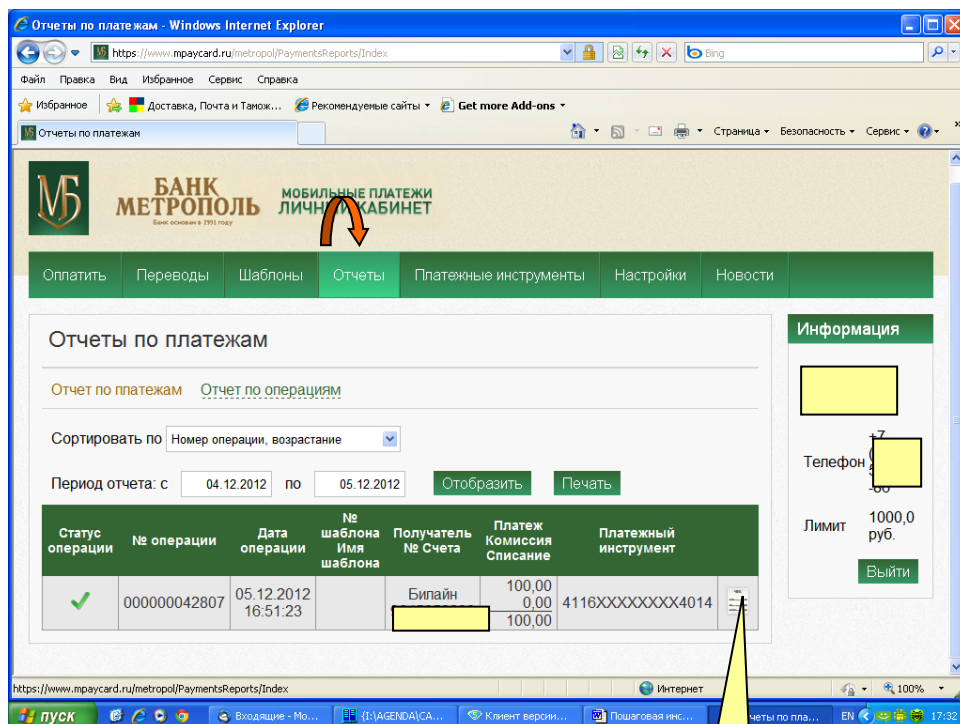 Отчеты по платежам - Windows Internet Explorer
https://www.mpaycard.ru/metropol/PaymentsReports/Index
Bing
Файл Правка Вид Избранное Сервис Справка
Избранное Доставка, Почта и Тамож... Рекомендуемые сайты Get more Add-ons
Отчеты по платежам
Страница Безопасность Сервис
МБ
БАНК МЕТРОПОЛЬ
Банк основан в 1991 году
МОБИЛЬНЫЕ ПЛАТЕЖИ
ЛИЧНЫЙ КАБИНЕТ
Оплатить Переводы Шаблоны Отчеты Платежные инструменты Настройки Новости
Отчеты по платежам
Отчет по платежам Отчет по операциям
Сортировать по Номер операции, возрастание
Период отчета: с 04.12.2012 по 05.12.2012 Отобразить Печать
Статус операции № операции Дата операции № шаблона Имя шаблона Получатель № Счета Платеж Комиссия Списание Платежный инструмент
000000042807 05.12.2012 16:51:23 Билайн 100,00 0,00 100,00 4116XXXXXXXX4014
Информация
Телефон +7
Лимит 1000,0 руб.
Выйти
https://www.mpaycard.ru/metropol/PaymentsReports/Index Интернет 100%
пуск Входящие - Mo... {I:\AGENDA\CA... Клиент версии... Пошаговая инс... четы по пла... EN 17:32